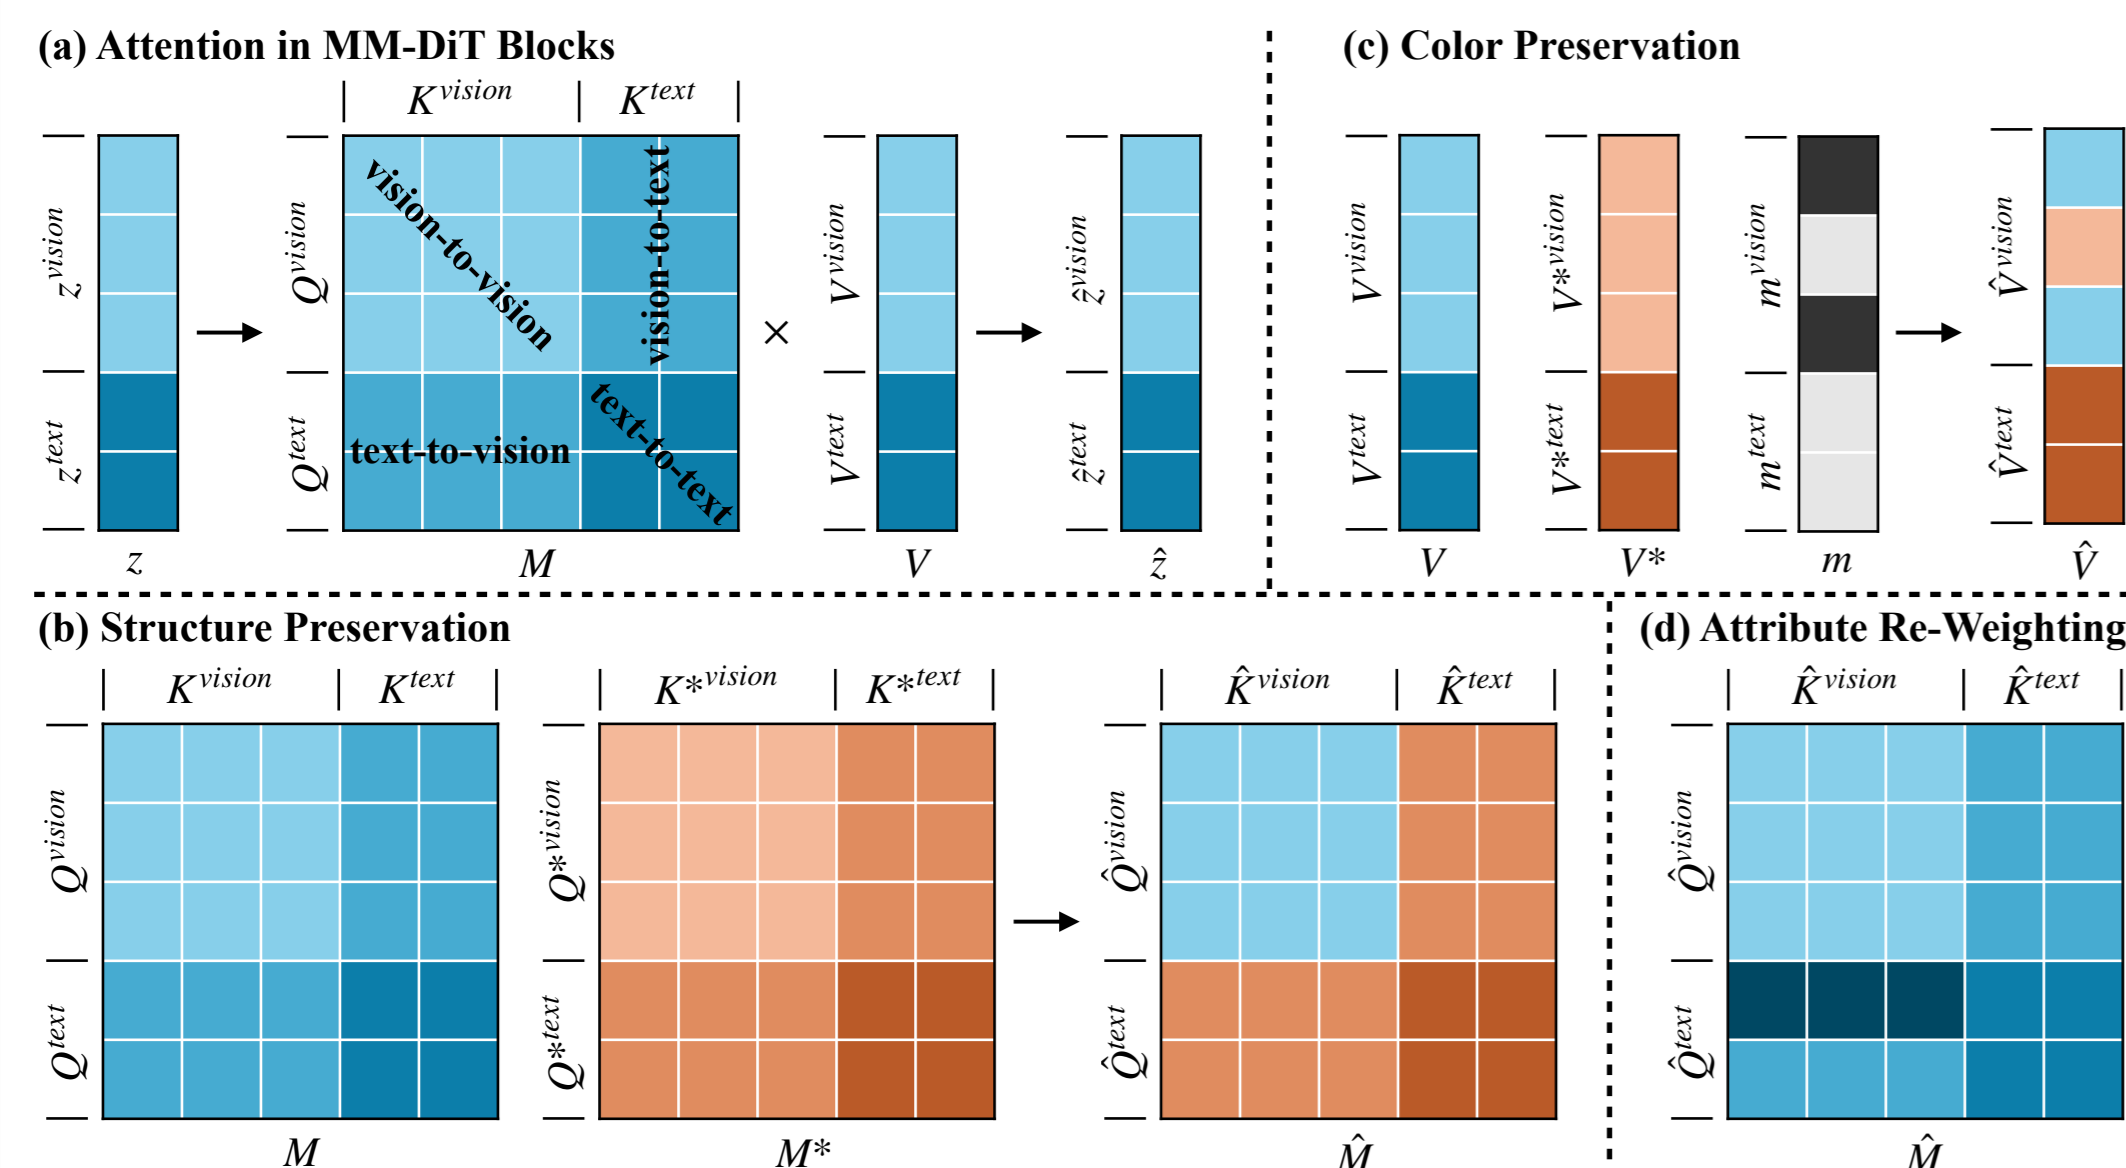 (a) Attention in MM-DiT Blocks
K^vision K^text
z^vision
z^text
Q^vision
Q^text
vision-to-vision
vision-to-text
text-to-vision
text-to-text
×
V^vision
V^text
ẑ^vision
ẑ^text
z M V ẑ
(c) Color Preservation
V^vision
V^text
V*^vision
V*^text
m^vision
m^text
V̂^vision
V̂^text
V V* m V̂
(b) Structure Preservation
K^vision K^text K*^vision K*^text K̂^vision K̂^text
Q^vision
Q^text
Q*^vision
Q*^text
Q̂^vision
Q̂^text
M M* M̂
(d) Attribute Re-Weighting
K̂^vision K̂^text
Q̂^vision
Q̂^text
M̂